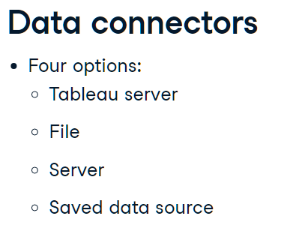 Data connectors
• Four options:
○ Tableau server
○ File
○ Server
○ Saved data source